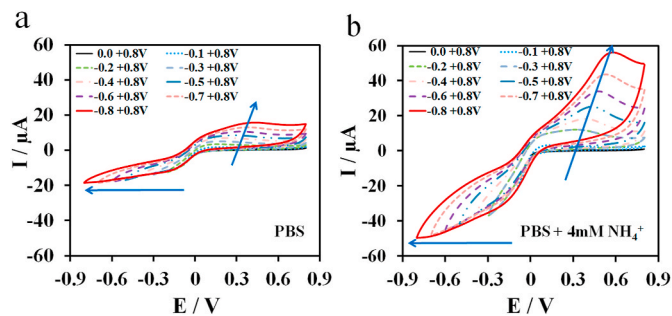 a
60
40
20
0
-20
-40
-60
I / μA
0.0 +0.8V
-0.1 +0.8V
-0.2 +0.8V
-0.3 +0.8V
-0.4 +0.8V
-0.5 +0.8V
-0.6 +0.8V
-0.7 +0.8V
-0.8 +0.8V
PBS
-0.9 -0.6 -0.3 0 0.3 0.6 0.9
E / V
b
60
40
20
0
-20
-40
-60
I / μA
0.0 +0.8V
-0.1 +0.8V
-0.2 +0.8V
-0.3 +0.8V
-0.4 +0.8V
-0.5 +0.8V
-0.6 +0.8V
-0.7 +0.8V
-0.8 +0.8V
PBS + 4mM NH₄⁺
-0.9 -0.6 -0.3 0 0.3 0.6 0.9
E / V